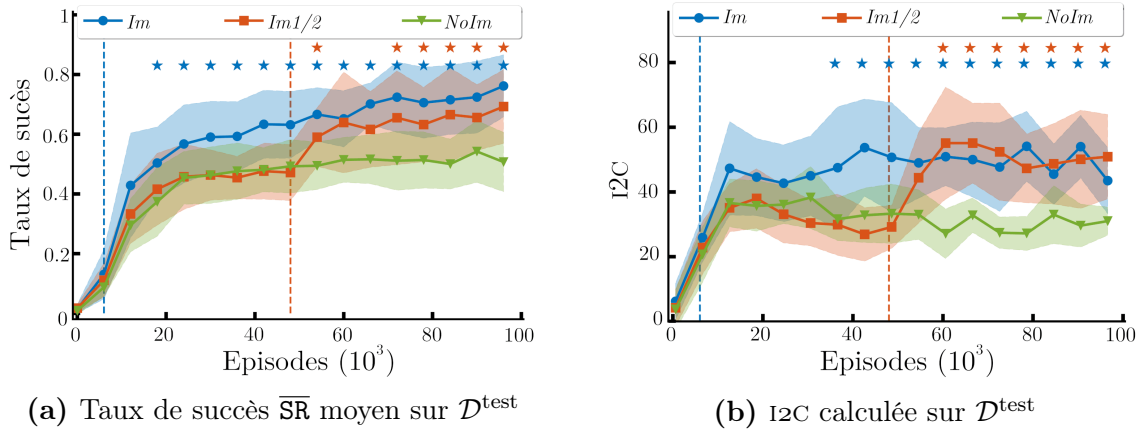 Im Im1/2 NoIm
1
0.8
0.6
0.4
0.2
0
Taux de sucès
0 20 40 60 80 100
Episodes (10³)
(a) Taux de succès S̅R̅ moyen sur 𝒟^test
Im Im1/2 NoIm
80
60
40
20
0
I2C
0 20 40 60 80 100
Episodes (10³)
(b) I2C calculée sur 𝒟^test